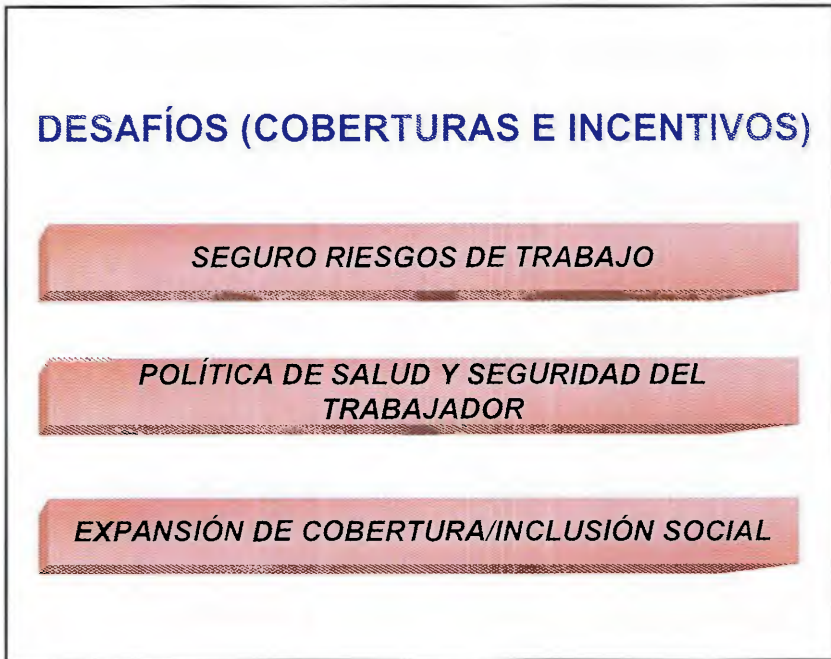 DESAFÍOS (COBERTURAS E INCENTIVOS)
SEGURO RIESGOS DE TRABAJO
POLÍTICA DE SALUD Y SEGURIDAD DEL
TRABAJADOR
EXPANSIÓN DE COBERTURA/INCLUSIÓN SOCIAL